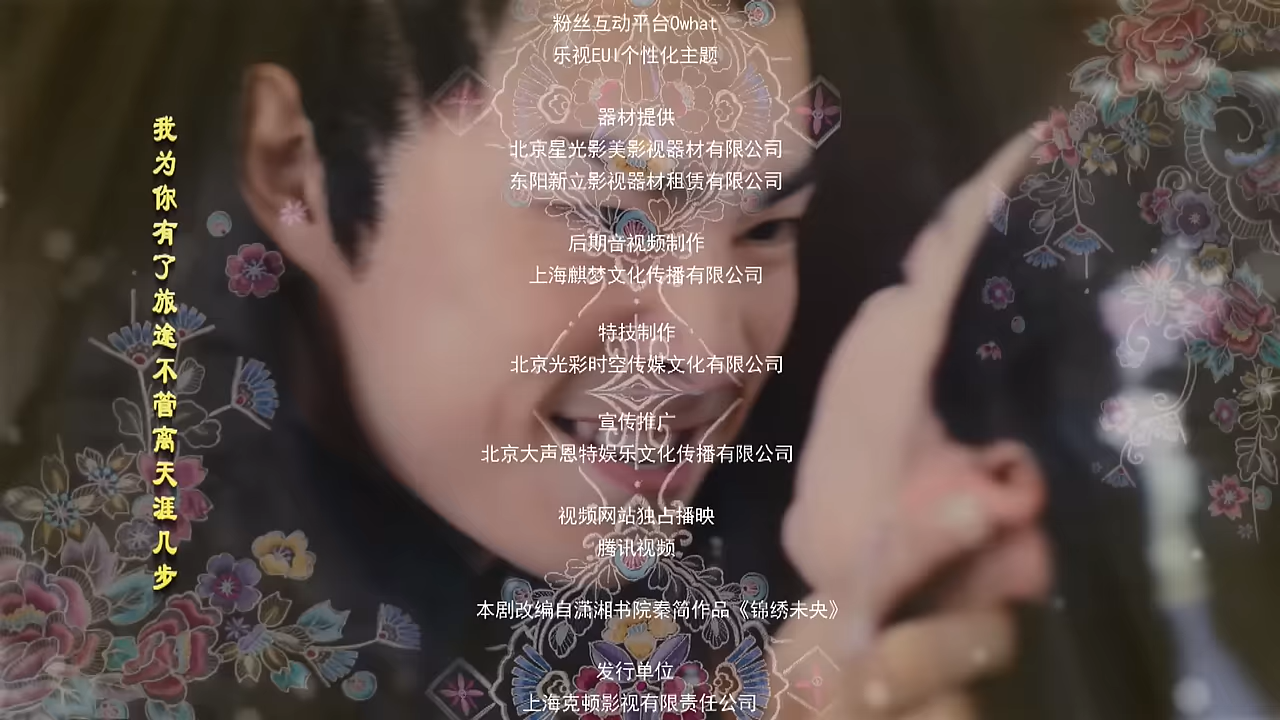 粉丝互动平台Owhat
乐视EUI个性化主题
器材提供
北京星光影美影视器材有限公司
东阳新立影视器材租赁有限公司
后期音视频制作
上海麒梦文化传播有限公司
特技制作
北京光彩时空传媒文化有限公司
宣传推广
北京大声恩特娱乐文化传播有限公司
视频网站独占播映
腾讯视频
本剧改编自潇湘书院秦简作品《锦绣未央》
发行单位
上海克顿影视有限责任公司
我为你有了旅途不管离天涯几步